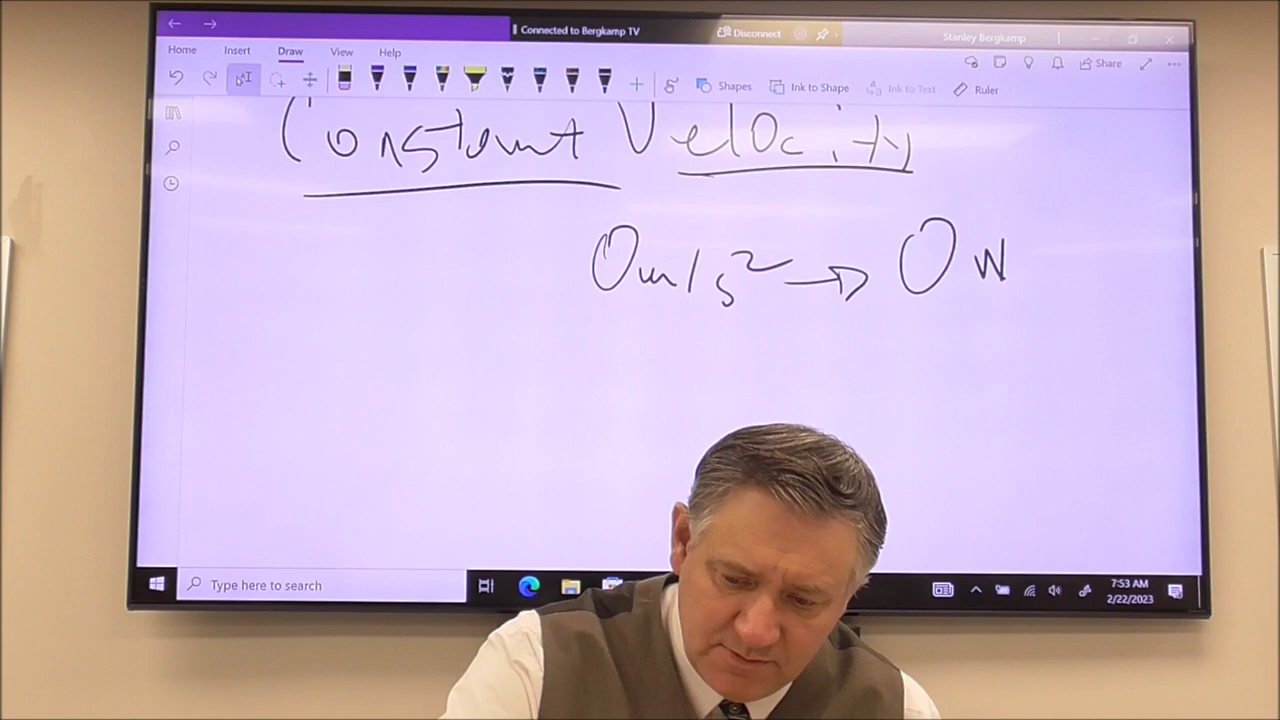 Connected to Bergkamp TV
Disconnect
Stanley Bergkamp
Home Insert Draw View Help
Share
Shapes Ink to Shape Ink to Text Ruler
Constant Velocity
0m/s² → 0 N
Type here to search
7:53 AM
2/22/2023